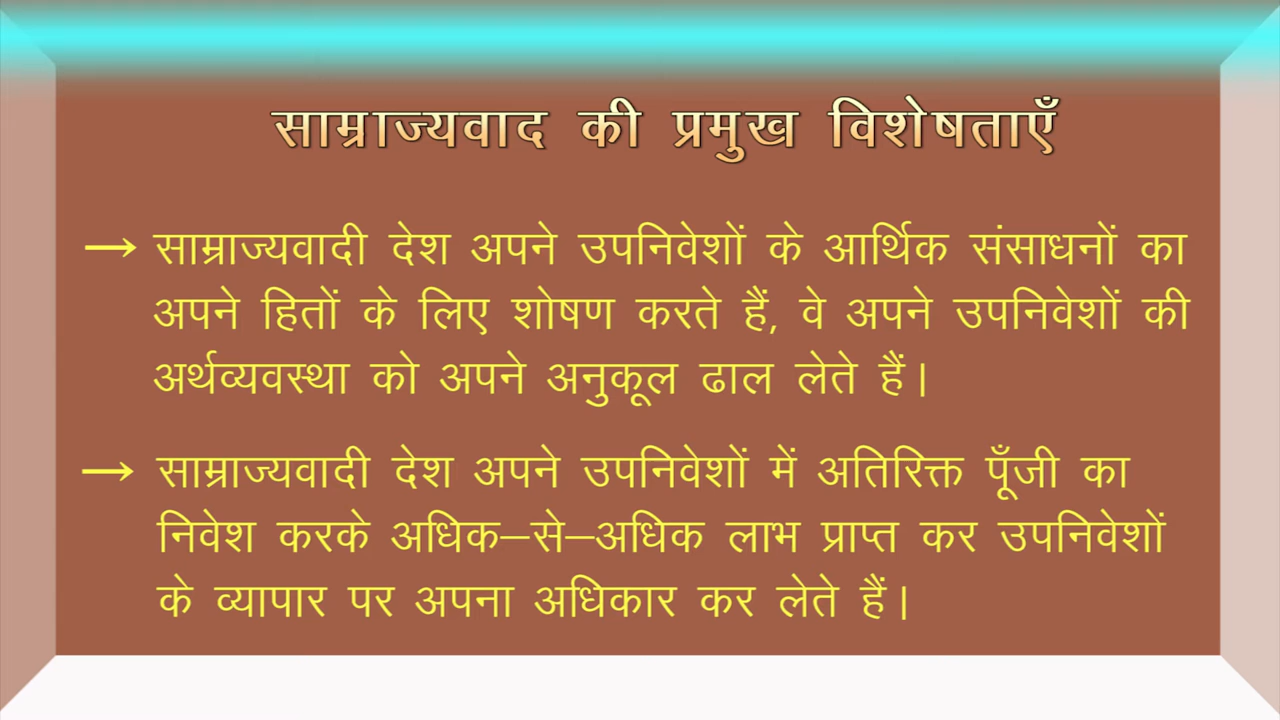 साम्राज्यवाद की प्रमुख विशेषताएँ
→ साम्राज्यवादी देश अपने उपनिवेशों के आर्थिक संसाधनों का
अपने हितों के लिए शोषण करते हैं, वे अपने उपनिवेशों की
अर्थव्यवस्था को अपने अनुकूल ढाल लेते हैं।
→ साम्राज्यवादी देश अपने उपनिवेशों में अतिरिक्त पूँजी का
निवेश करके अधिक–से–अधिक लाभ प्राप्त कर उपनिवेशों
के व्यापार पर अपना अधिकार कर लेते हैं।